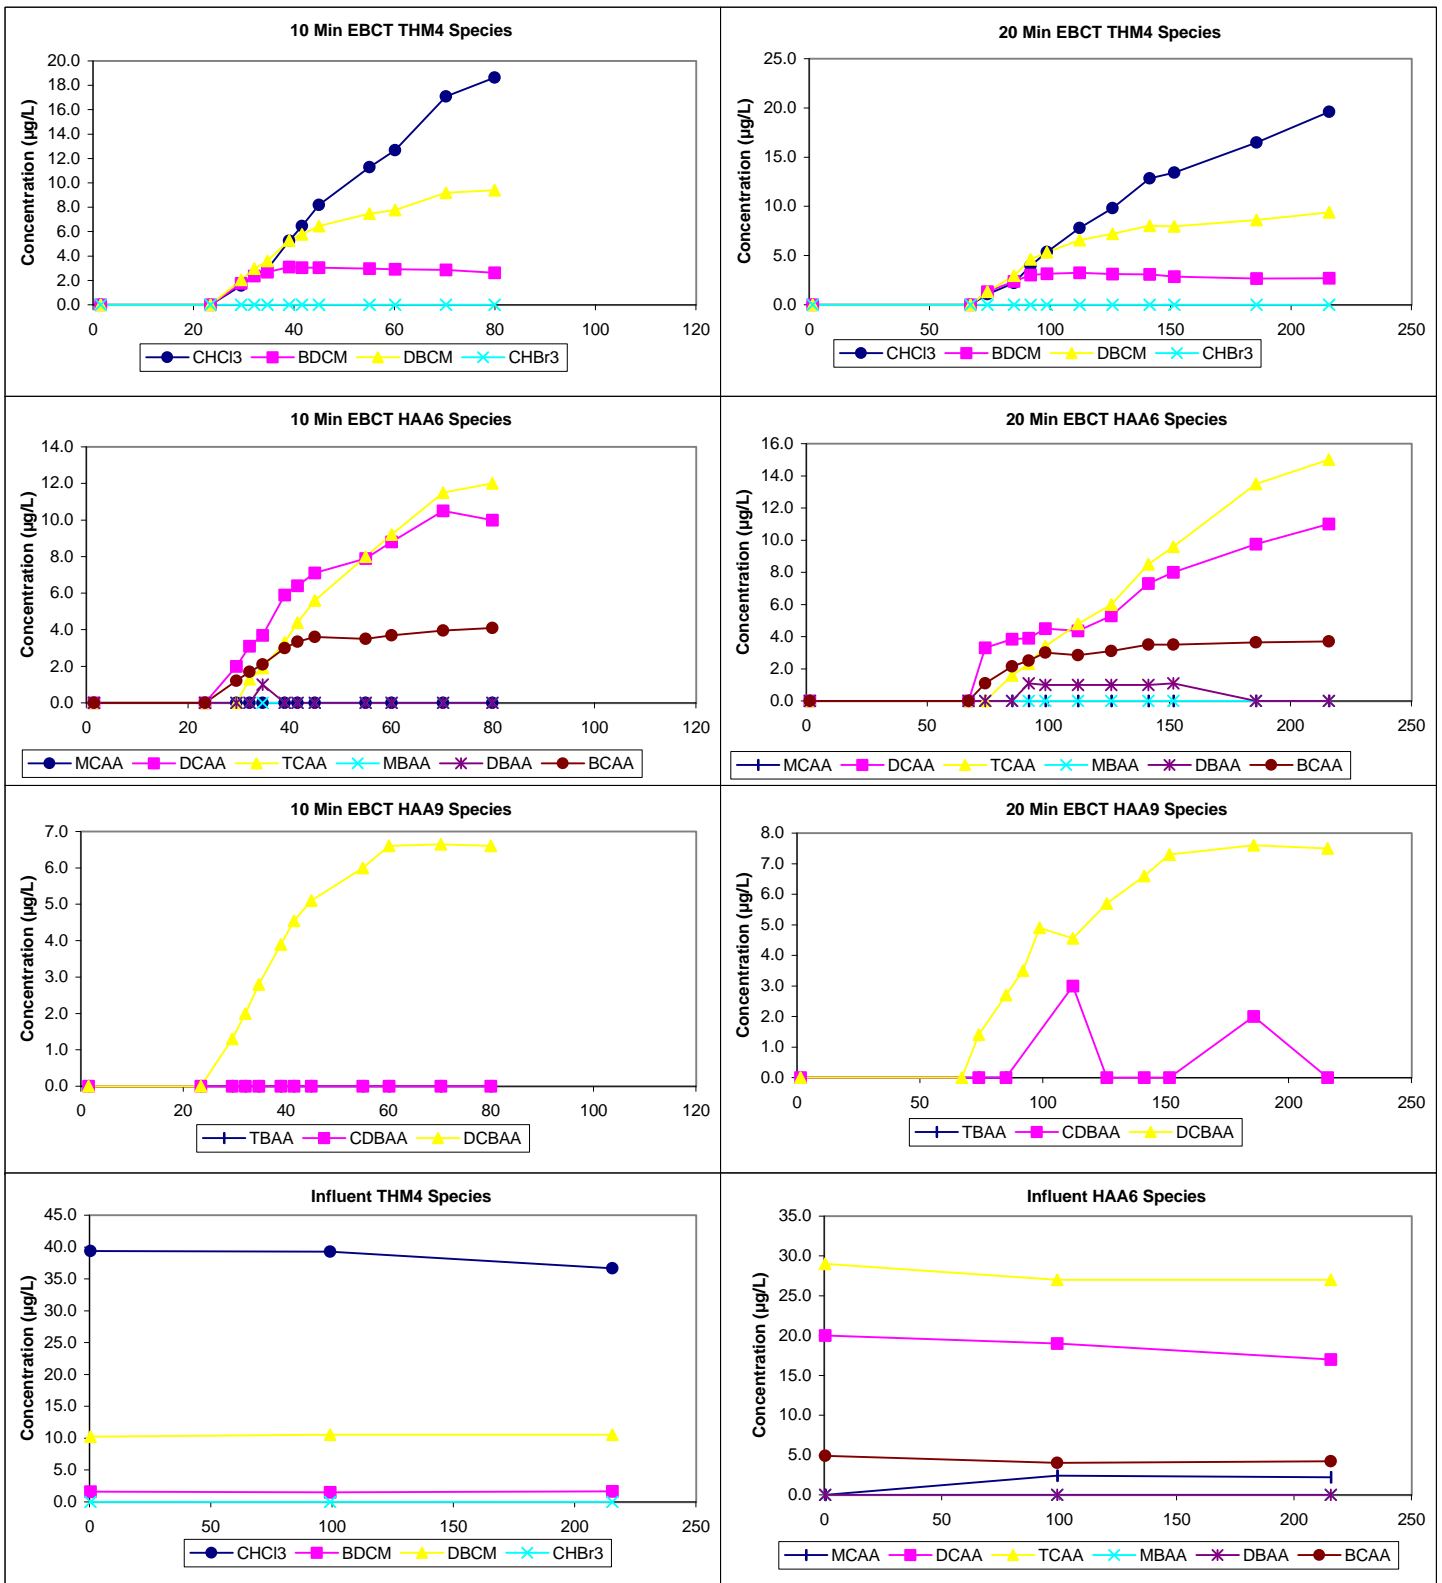 10 Min EBCT THM4 Species
Concentration (µg/L)
20.0
18.0
16.0
14.0
12.0
10.0
8.0
6.0
4.0
2.0
0.0
0 20 40 60 80 100 120
CHCl3 BDCM DBCM CHBr3
20 Min EBCT THM4 Species
Concentration (µg/L)
25.0
20.0
15.0
10.0
5.0
0.0
0 50 100 150 200 250
CHCl3 BDCM DBCM CHBr3
10 Min EBCT HAA6 Species
Concentration (µg/L)
14.0
12.0
10.0
8.0
6.0
4.0
2.0
0.0
0 20 40 60 80 100 120
MCAA DCAA TCAA MBAA DBAA BCAA
20 Min EBCT HAA6 Species
Concentration (µg/L)
16.0
14.0
12.0
10.0
8.0
6.0
4.0
2.0
0.0
0 50 100 150 200 250
MCAA DCAA TCAA MBAA DBAA BCAA
10 Min EBCT HAA9 Species
Concentration (µg/L)
7.0
6.0
5.0
4.0
3.0
2.0
1.0
0.0
0 20 40 60 80 100 120
TBAA CDBAA DCBAA
20 Min EBCT HAA9 Species
Concentration (µg/L)
8.0
7.0
6.0
5.0
4.0
3.0
2.0
1.0
0.0
0 50 100 150 200 250
TBAA CDBAA DCBAA
Influent THM4 Species
Concentration (µg/L)
45.0
40.0
35.0
30.0
25.0
20.0
15.0
10.0
5.0
0.0
0 50 100 150 200 250
CHCl3 BDCM DBCM CHBr3
Influent HAA6 Species
Concentration (µg/L)
35.0
30.0
25.0
20.0
15.0
10.0
5.0
0.0
0 50 100 150 200 250
MCAA DCAA TCAA MBAA DBAA BCAA